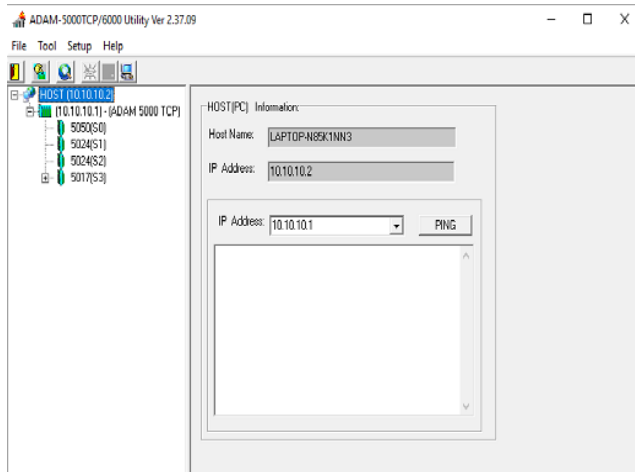 ADAM-5000TCP/6000 Utility Ver 2.37.09
File Tool Setup Help
HOST (10.10.10.2)
(10.10.10.1) - (ADAM 5000 TCP)
5050(S0)
5024(S1)
5024(S2)
5017(S3)
HOST(PC) Information:
Host Name: LAPTOP-N85K1NN3
IP Address: 10.10.10.2
IP Address: 10.10.10.1 PING